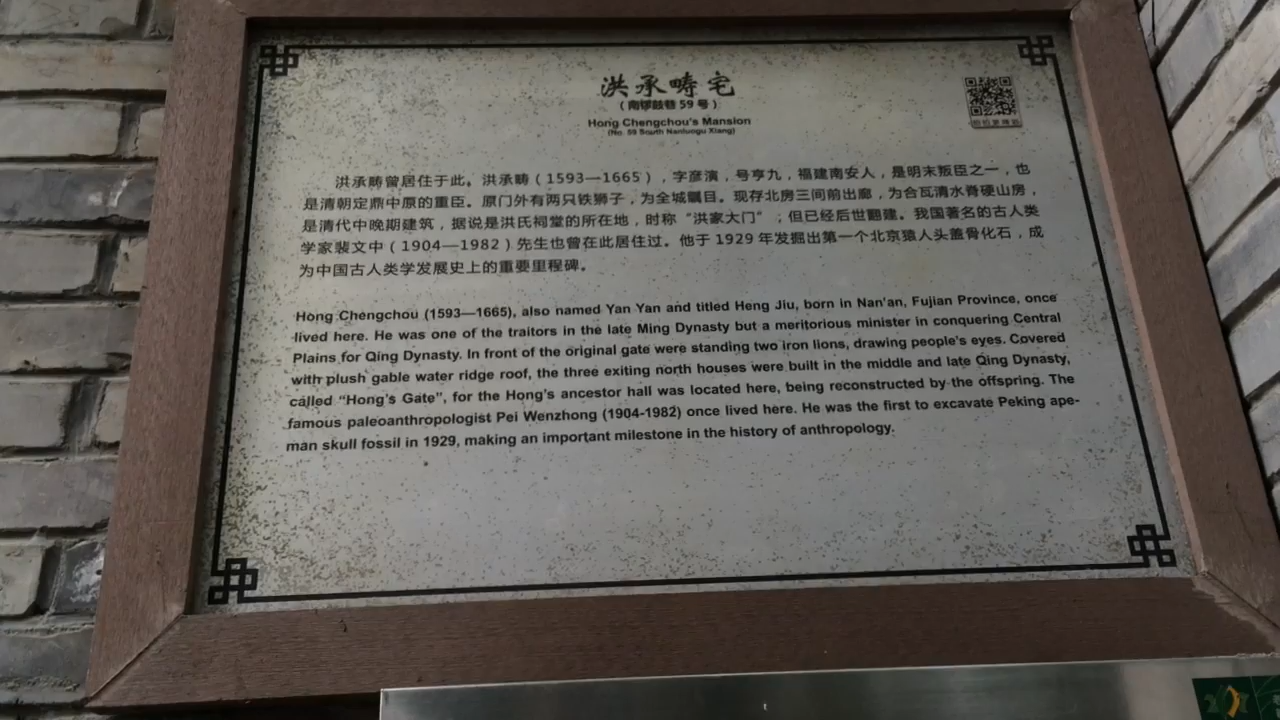 洪承畴宅
（南锣鼓巷 59 号）
Hong Chengchou's Mansion
(No. 59 South Nanluogu Xiang)
洪承畴曾居住于此。洪承畴（1593—1665），字彦演，号亨九，福建南安人，是明末叛臣之一，也
是清朝定鼎中原的重臣。原门外有两只铁狮子，为全城瞩目。现存北房三间前出廊，为合瓦清水脊硬山房，
是清代中晚期建筑，据说是洪氏祠堂的所在地，时称“洪家大门”；但已经后世翻建。我国著名的古人类
学家裴文中（1904—1982）先生也曾在此居住过。他于 1929 年发掘出第一个北京猿人头盖骨化石，成
为中国古人类学发展史上的重要里程碑。
Hong Chengchou (1593—1665), also named Yan Yan and titled Heng Jiu, born in Nan'an, Fujian Province, once
lived here. He was one of the traitors in the late Ming Dynasty but a meritorious minister in conquering Central
Plains for Qing Dynasty. In front of the original gate were standing two iron lions, drawing people's eyes. Covered
with plush gable water ridge roof, the three exiting north houses were built in the middle and late Qing Dynasty,
called “Hong's Gate”, for the Hong's ancestor hall was located here, being reconstructed by the offspring. The
famous paleoanthropologist Pei Wenzhong (1904-1982) once lived here. He was the first to excavate Peking ape-
man skull fossil in 1929, making an important milestone in the history of anthropology.